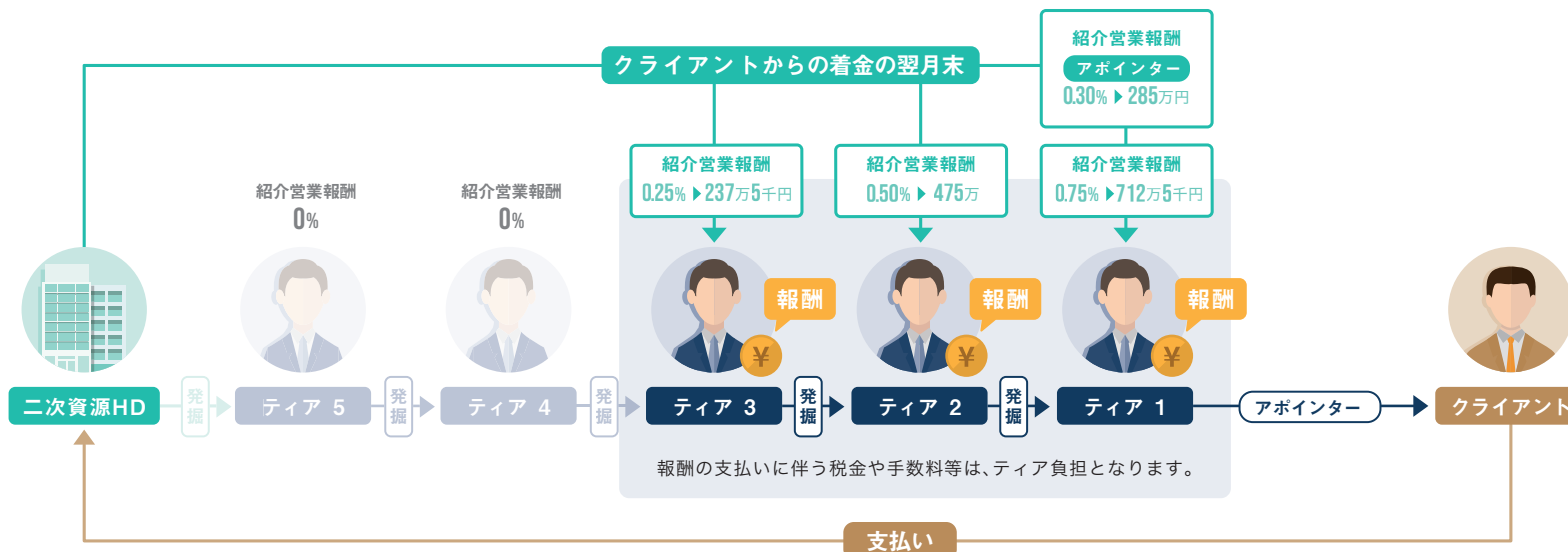 クライアントからの着金の翌月末
紹介営業報酬
アポインター
0.30% ▶ 285万円
紹介営業報酬
0%
紹介営業報酬
0%
紹介営業報酬
0.25% ▶ 237万5千円
紹介営業報酬
0.50% ▶ 475万
紹介営業報酬
0.75% ▶ 712万5千円
報酬
¥
報酬
¥
報酬
¥
二次資源HD
発掘
ティア 5
発掘
ティア 4
発掘
ティア 3
発掘
ティア 2
発掘
ティア 1
アポインター
クライアント
報酬の支払いに伴う税金や手数料等は、ティア負担となります。
支払い